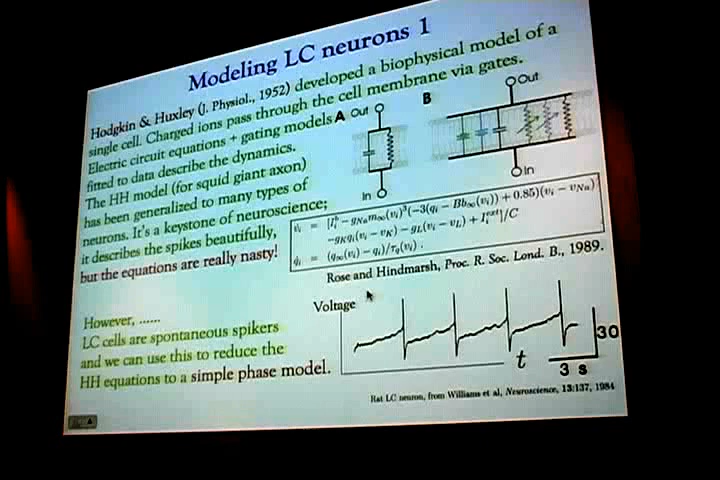 Modeling LC neurons 1
Hodgkin & Huxley (J. Physiol., 1952) developed a biophysical model of a
single cell. Charged ions pass through the cell membrane via gates.
Electric circuit equations + gating models
fitted to data describe the dynamics.
The HH model (for squid giant axon)
has been generalized to many types of
neurons. It's a keystone of neuroscience;
it describes the spikes beautifully,
but the equations are really nasty!
A Out
In
B
Out
In
v̇ᵢ = [Iᵢᵇ − g_Na m∞(vᵢ)³(−3(qᵢ − Bb∞(vᵢ)) + 0.85)(vᵢ − v_Na)
−g_K qᵢ(vᵢ − v_K) − g_L(vᵢ − v_L) + Iᵢᵉˣᵗ]/C
q̇ᵢ = (q∞(vᵢ) − qᵢ)/τ_q(vᵢ) .
Rose and Hindmarsh, Proc. R. Soc. Lond. B., 1989.
However, ......
LC cells are spontaneous spikers
and we can use this to reduce the
HH equations to a simple phase model.
Voltage
t
30
3 s
Rat LC neuron, from Williams et al, Neuroscience, 13:137, 1984